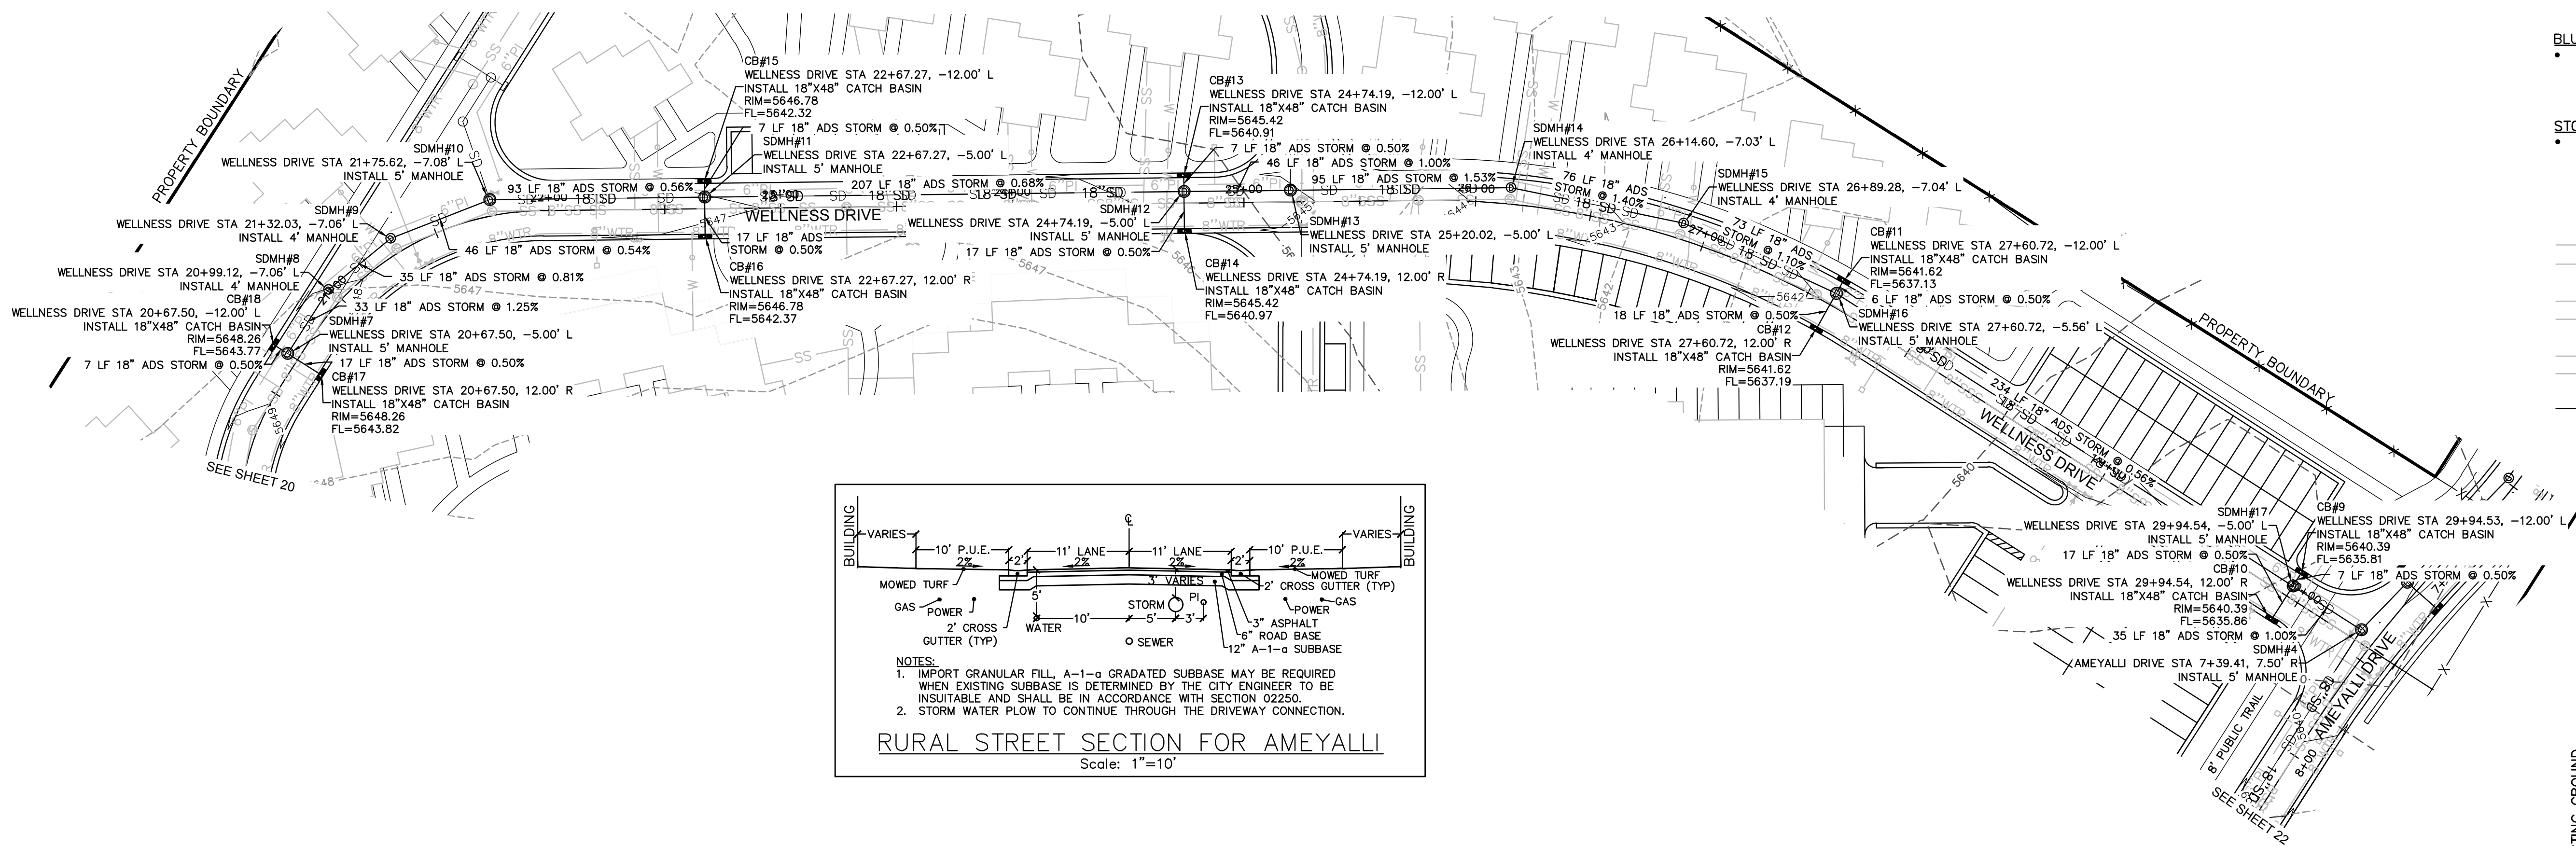 PROPERTY BOUNDARY
SDMH#10
WELLNESS DRIVE STA 21+75.62, -7.08' L
INSTALL 5' MANHOLE
SDMH#9
WELLNESS DRIVE STA 21+32.03, -7.06' L
INSTALL 4' MANHOLE
SDMH#8
WELLNESS DRIVE STA 20+99.12, -7.06' L
INSTALL 4' MANHOLE
CB#18
WELLNESS DRIVE STA 20+67.50, -12.00' L
INSTALL 18"X48" CATCH BASIN
RIM=5648.26
FL=5643.77
7 LF 18" ADS STORM @ 0.50%
46 LF 18" ADS STORM @ 0.54%
35 LF 18" ADS STORM @ 0.81%
33 LF 18" ADS STORM @ 1.25%
SDMH#7
WELLNESS DRIVE STA 20+67.50, -5.00' L
INSTALL 5' MANHOLE
17 LF 18" ADS STORM @ 0.50%
CB#17
WELLNESS DRIVE STA 20+67.50, 12.00' R
INSTALL 18"X48" CATCH BASIN
RIM=5648.26
FL=5643.82
5649
SEE SHEET 20
5647
93 LF 18" ADS STORM @ 0.56%
22+00
18"SD
CB#15
WELLNESS DRIVE STA 22+67.27, -12.00' L
INSTALL 18"X48" CATCH BASIN
RIM=5646.78
FL=5642.32
7 LF 18" ADS STORM @ 0.50%
SDMH#11
WELLNESS DRIVE STA 22+67.27, -5.00' L
INSTALL 5' MANHOLE
207 LF 18" ADS STORM @ 0.68%
18"SD
5647
WELLNESS DRIVE
17 LF 18" ADS
STORM @ 0.50%
CB#16
WELLNESS DRIVE STA 22+67.27, 12.00' R
INSTALL 18"X48" CATCH BASIN
RIM=5646.78
FL=5642.37
CB#13
WELLNESS DRIVE STA 24+74.19, -12.00' L
INSTALL 18"X48" CATCH BASIN
RIM=5645.42
FL=5640.91
7 LF 18" ADS STORM @ 0.50%
46 LF 18" ADS STORM @ 1.00%
95 LF 18" ADS STORM @ 1.53%
25+00
18"SD
26+00
SDMH#12
WELLNESS DRIVE STA 24+74.19, -5.00' L
INSTALL 5' MANHOLE
17 LF 18" ADS STORM @ 0.50%
5647
SDMH#13
WELLNESS DRIVE STA 25+20.02, -5.00' L
INSTALL 5' MANHOLE
CB#14
WELLNESS DRIVE STA 24+74.19, 12.00' R
INSTALL 18"X48" CATCH BASIN
RIM=5645.42
FL=5640.97
SDMH#14
WELLNESS DRIVE STA 26+14.60, -7.03' L
INSTALL 4' MANHOLE
76 LF 18" ADS
STORM @ 1.40%
5643
5642
SDMH#15
WELLNESS DRIVE STA 26+89.28, -7.04' L
INSTALL 4' MANHOLE
73 LF 18" ADS
STORM @ 1.10%
27+00
CB#11
WELLNESS DRIVE STA 27+60.72, -12.00' L
INSTALL 18"X48" CATCH BASIN
RIM=5641.62
FL=5637.13
6 LF 18" ADS STORM @ 0.50%
SDMH#16
WELLNESS DRIVE STA 27+60.72, -5.56' L
INSTALL 5' MANHOLE
5642
18 LF 18" ADS STORM @ 0.50%
CB#12
WELLNESS DRIVE STA 27+60.72, 12.00' R
INSTALL 18"X48" CATCH BASIN
RIM=5641.62
FL=5637.19
PROPERTY BOUNDARY
234 LF 18" ADS STORM @ 0.56%
18"SD
WELLNESS DRIVE
5640
SDMH#17
WELLNESS DRIVE STA 29+94.54, -5.00' L
INSTALL 5' MANHOLE
17 LF 18" ADS STORM @ 0.50%
CB#10
WELLNESS DRIVE STA 29+94.54, 12.00' R
INSTALL 18"X48" CATCH BASIN
RIM=5640.39
FL=5635.86
35 LF 18" ADS STORM @ 1.00%
SDMH#4
AMEYALLI DRIVE STA 7+39.41, 7.50' R
INSTALL 5' MANHOLE
CB#9
WELLNESS DRIVE STA 29+94.53, -12.00' L
INSTALL 18"X48" CATCH BASIN
RIM=5640.39
FL=5635.81
7 LF 18" ADS STORM @ 0.50%
AMEYALLI DRIVE
18"SD
5640
8+00
8' PUBLIC TRAIL
18"SD
SEE SHEET 22
BUILDING
VARIES
10' P.U.E.
2'
11' LANE
11' LANE
2'
10' P.U.E.
VARIES
BUILDING
2%
2%
2%
2%
MOWED TURF
GAS
POWER
5'
2' CROSS
GUTTER (TYP)
WATER
10'
5'
3'
STORM
3' VARIES
PI
SEWER
MOWED TURF
2' CROSS GUTTER (TYP)
GAS
POWER
3" ASPHALT
6" ROAD BASE
12" A-1-a SUBBASE
NOTES:
1. IMPORT GRANULAR FILL, A-1-a GRADATED SUBBASE MAY BE REQUIRED
WHEN EXISTING SUBBASE IS DETERMINED BY THE CITY ENGINEER TO BE
INSUITABLE AND SHALL BE IN ACCORDANCE WITH SECTION 02250.
2. STORM WATER PLOW TO CONTINUE THROUGH THE DRIVEWAY CONNECTION.
RURAL STREET SECTION FOR AMEYALLI
Scale: 1"=10'